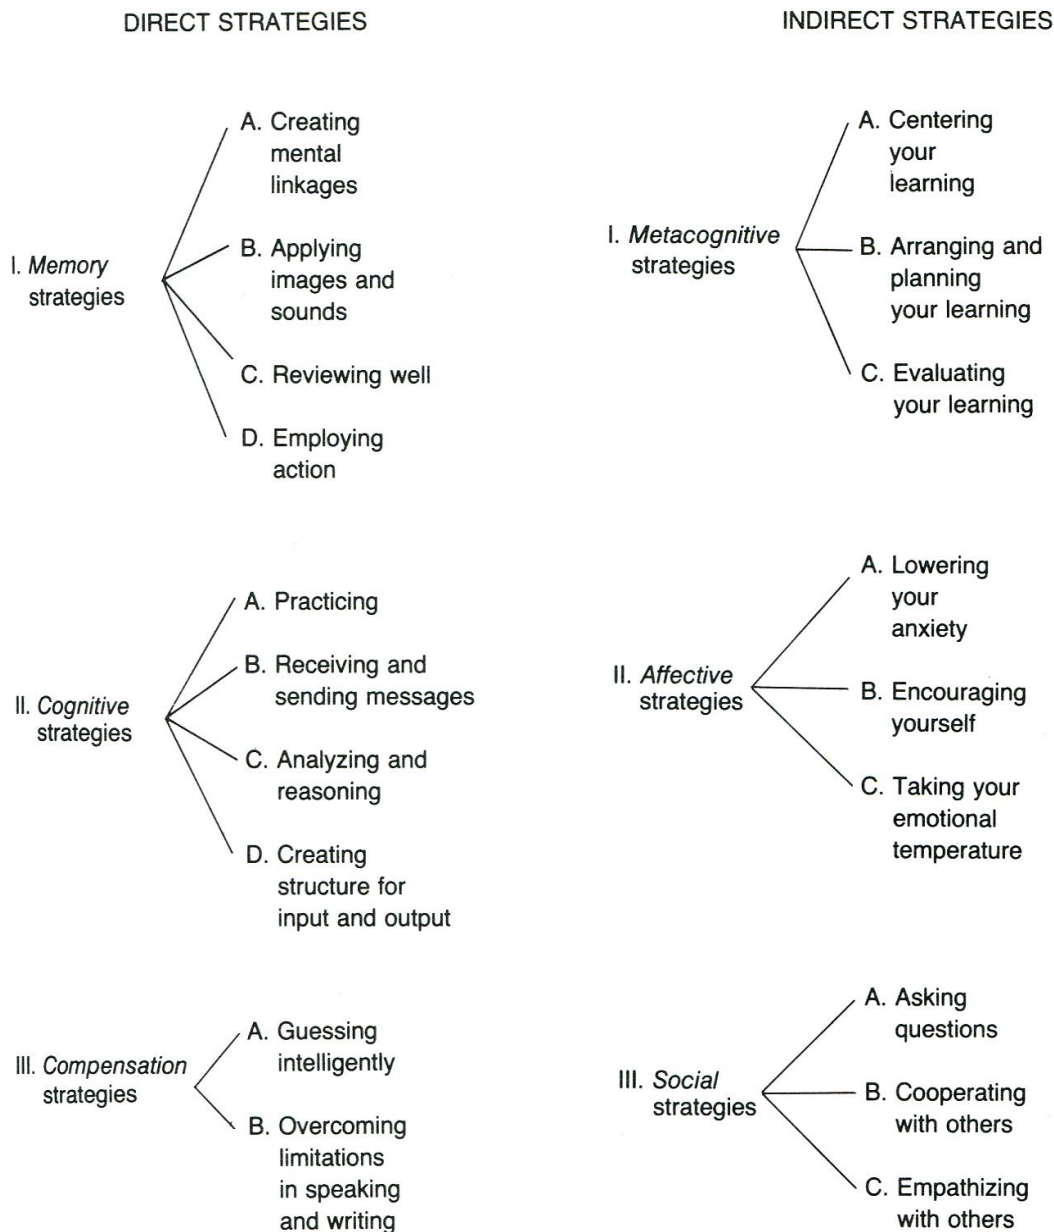 DIRECT STRATEGIES
I. Memory
strategies
A. Creating
mental
linkages
B. Applying
images and
sounds
C. Reviewing well
D. Employing
action
II. Cognitive
strategies
A. Practicing
B. Receiving and
sending messages
C. Analyzing and
reasoning
D. Creating
structure for
input and output
III. Compensation
strategies
A. Guessing
intelligently
B. Overcoming
limitations
in speaking
and writing
INDIRECT STRATEGIES
I. Metacognitive
strategies
A. Centering
your
learning
B. Arranging and
planning
your learning
C. Evaluating
your learning
II. Affective
strategies
A. Lowering
your
anxiety
B. Encouraging
yourself
C. Taking your
emotional
temperature
III. Social
strategies
A. Asking
questions
B. Cooperating
with others
C. Empathizing
with others